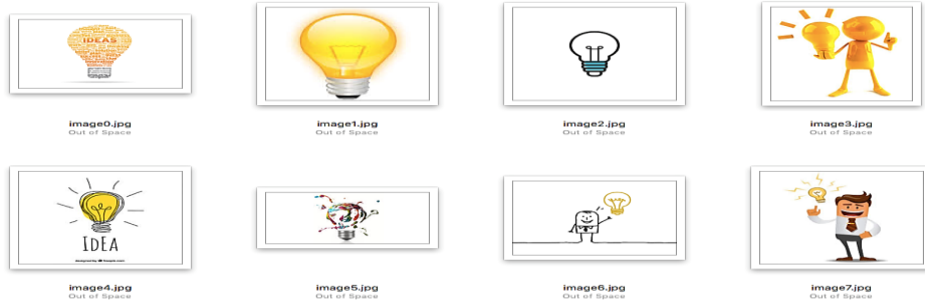 IDEAS
image0.jpg
Out of Space
image1.jpg
Out of Space
image2.jpg
Out of Space
image3.jpg
Out of Space
IdEA
image4.jpg
Out of Space
image5.jpg
Out of Space
image6.jpg
Out of Space
image7.jpg
Out of Space